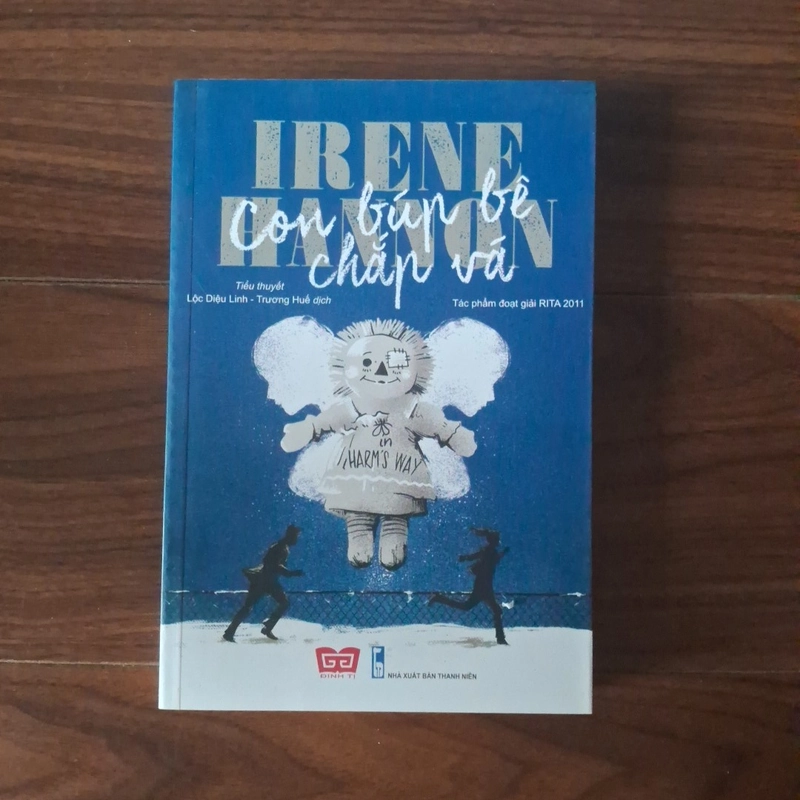 IRENE
HANNON
Con búp bê
chắp vá
Tiểu thuyết
Lộc Diệu Linh - Trương Huế dịch
Tác phẩm đoạt giải RITA 2011
in
HARM'S WAY
ĐINH TỊ
NHÀ XUẤT BẢN THANH NIÊN